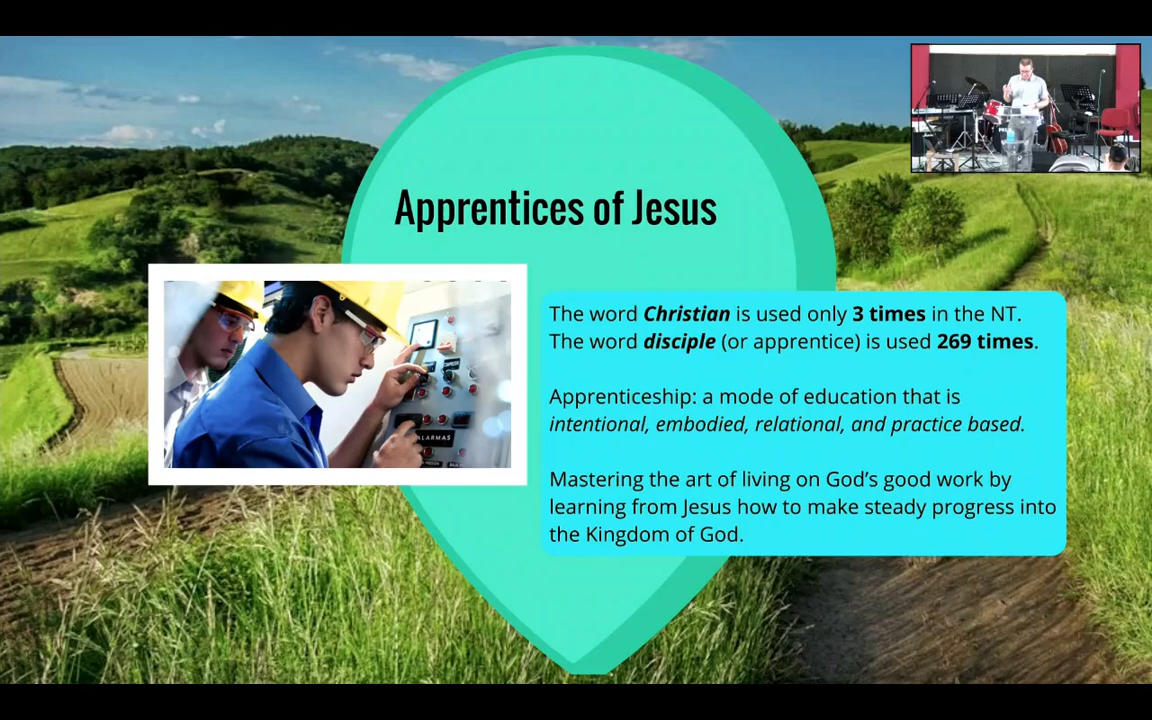 Apprentices of Jesus
ALARMAS
The word Christian is used only 3 times in the NT.
The word disciple (or apprentice) is used 269 times.
Apprenticeship: a mode of education that is
intentional, embodied, relational, and practice based.
Mastering the art of living on God's good work by
learning from Jesus how to make steady progress into
the Kingdom of God.